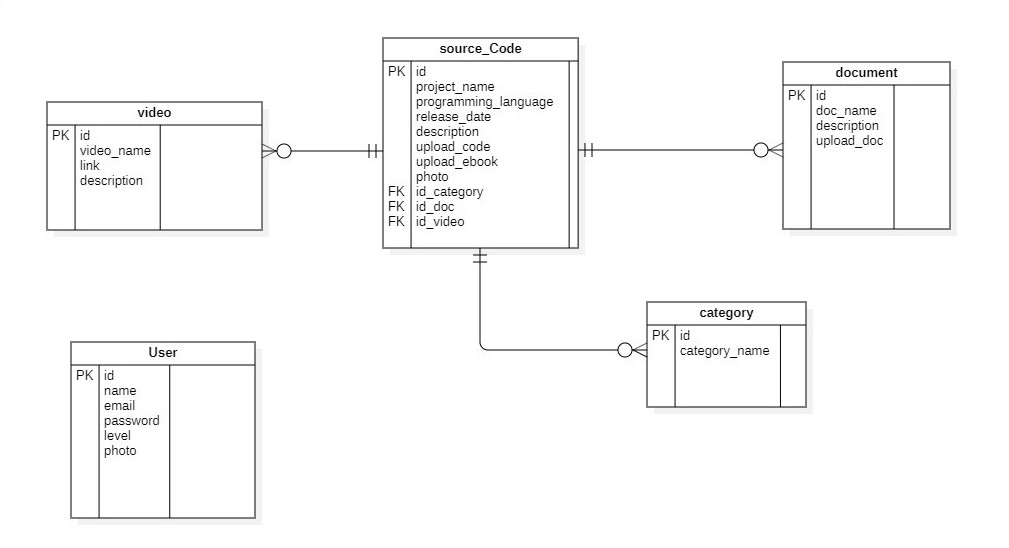 source_Code
PK id
project_name
programming_language
release_date
description
upload_code
upload_ebook
photo
FK id_category
FK id_doc
FK id_video
document
PK id
doc_name
description
upload_doc
video
PK id
video_name
link
description
category
PK id
category_name
User
PK id
name
email
password
level
photo